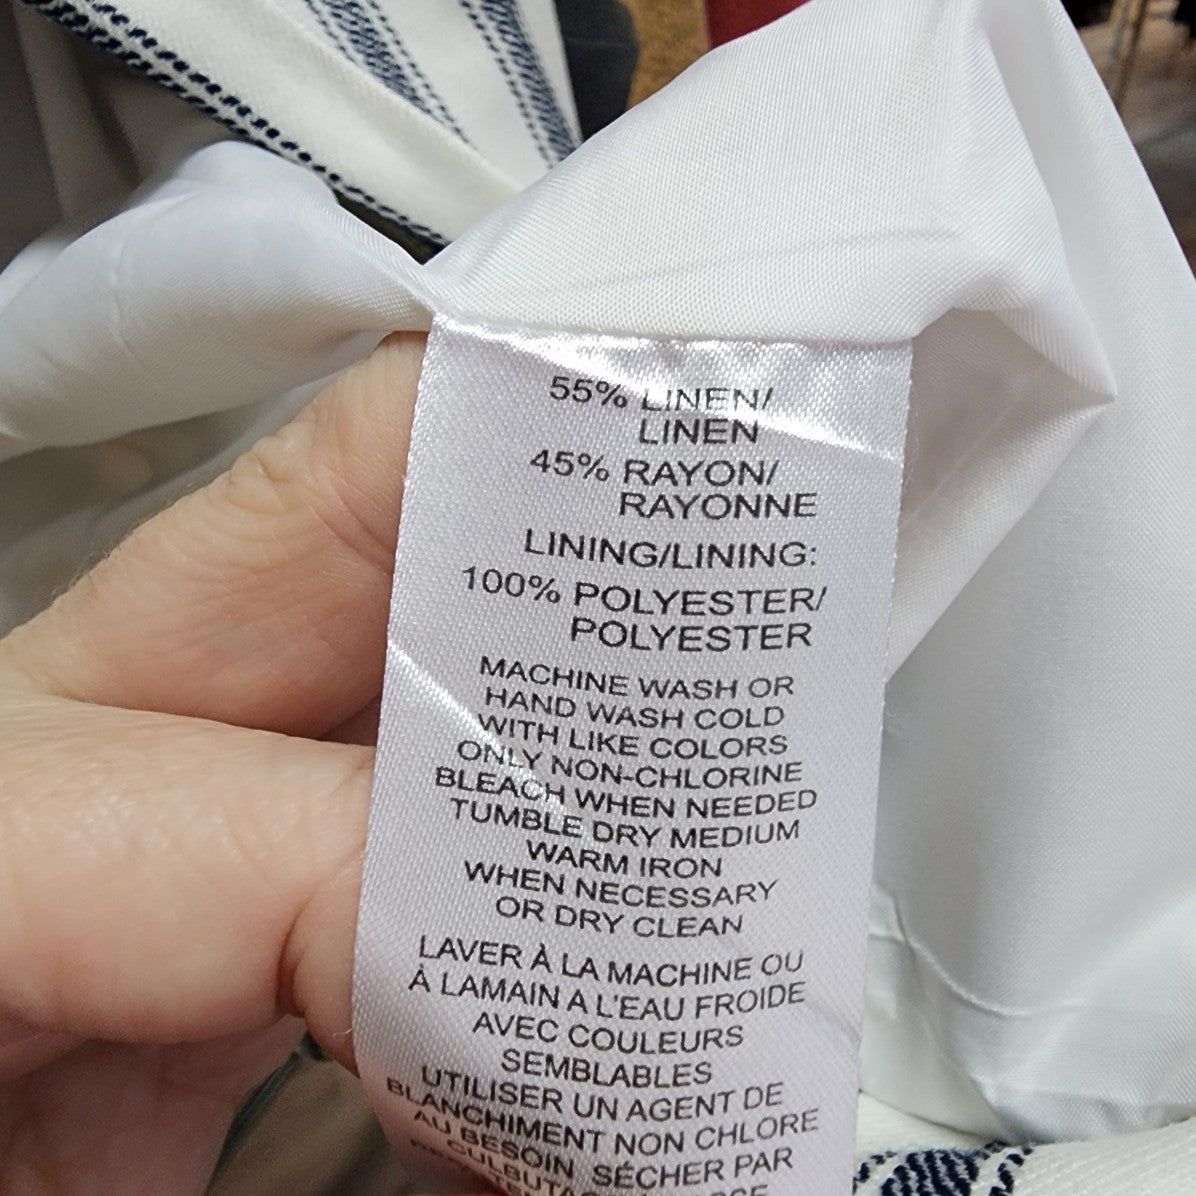 55% LINEN/
LINEN
45% RAYON/
RAYONNE
LINING/LINING:
100% POLYESTER/
POLYESTER
MACHINE WASH OR
HAND WASH COLD
WITH LIKE COLORS
ONLY NON-CHLORINE
BLEACH WHEN NEEDED
TUMBLE DRY MEDIUM
WARM IRON
WHEN NECESSARY
OR DRY CLEAN
LAVER À LA MACHINE OU
À LAMAIN A L'EAU FROIDE
AVEC COULEURS
SEMBLABLES
UTILISER UN AGENT DE
BLANCHIMENT NON CHLORE
AU BESOIN SÉCHER PAR